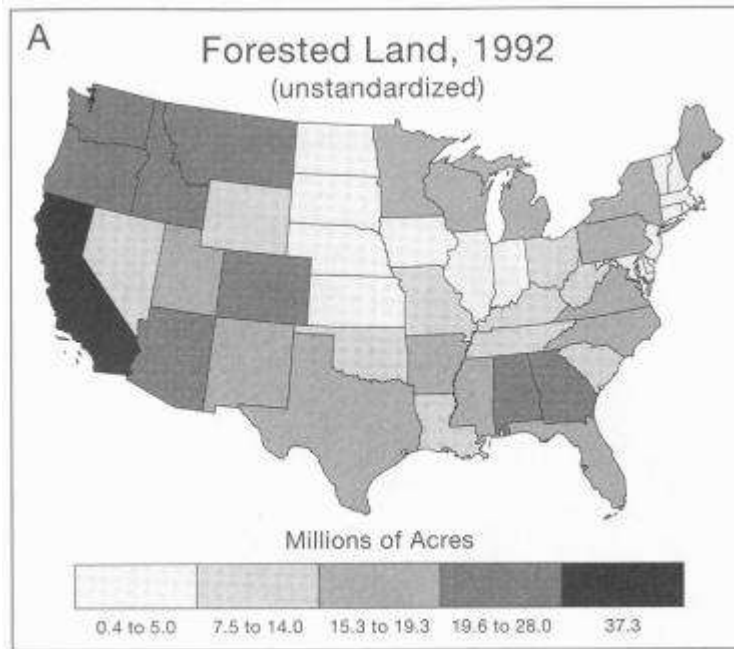 A
Forested Land, 1992
(unstandardized)
Millions of Acres
0.4 to 5.0 7.5 to 14.0 15.3 to 19.3 19.6 to 28.0 37.3